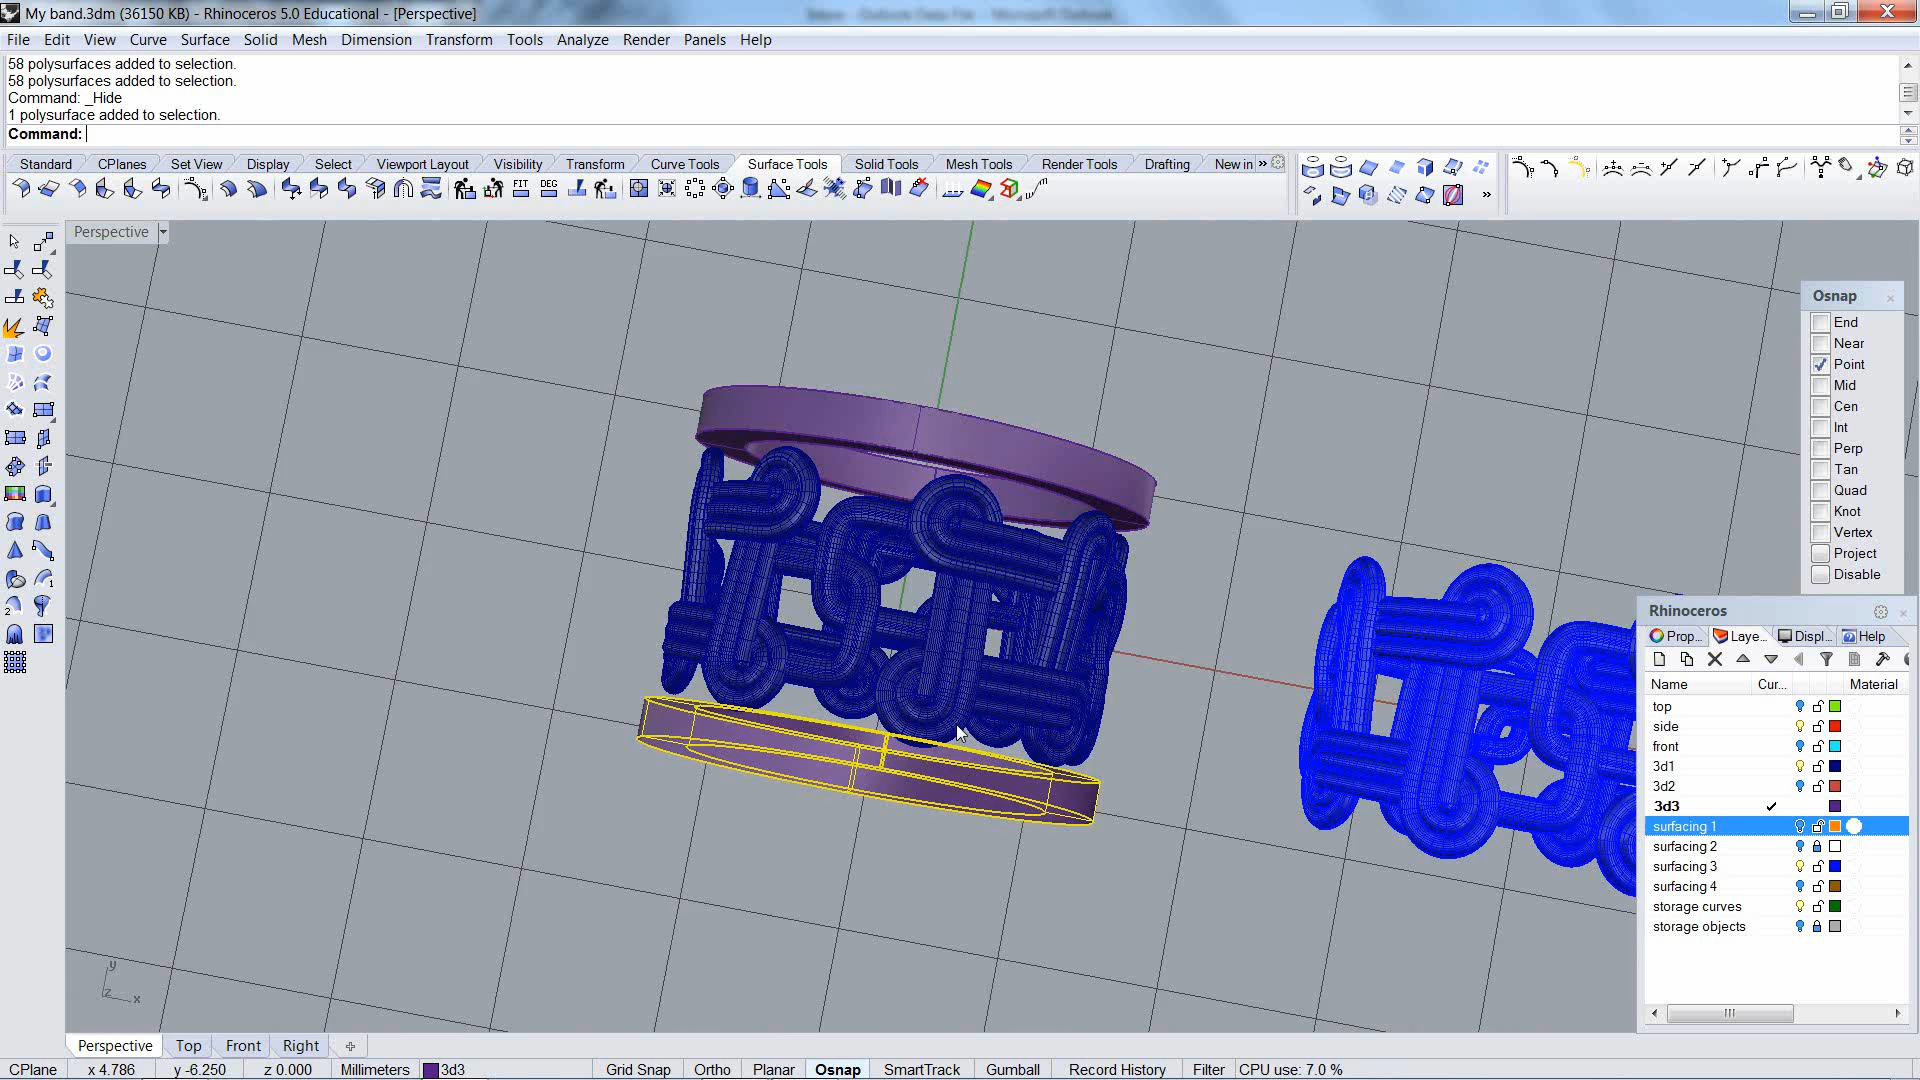 My band.3dm (36150 KB) - Rhinoceros 5.0 Educational - [Perspective]
File Edit View Curve Surface Solid Mesh Dimension Transform Tools Analyze Render Panels Help
58 polysurfaces added to selection.
58 polysurfaces added to selection.
Command: _Hide
1 polysurface added to selection.
Command:
Standard CPlanes Set View Display Select Viewport Layout Visibility Transform Curve Tools Surface Tools Solid Tools Mesh Tools Render Tools Drafting New in »
FIT DEG
Perspective
Osnap
End
Near
Point
Mid
Cen
Int
Perp
Tan
Quad
Knot
Vertex
Project
Disable
Rhinoceros
Prop... Laye... Displ... Help
Name Cur... Material
top
side
front
3d1
3d2
3d3
surfacing 1
surfacing 2
surfacing 3
surfacing 4
storage curves
storage objects
y
z x
Perspective Top Front Right
CPlane x 4.786 y -6.250 z 0.000 Millimeters 3d3 Grid Snap Ortho Planar Osnap SmartTrack Gumball Record History Filter CPU use: 7.0 %